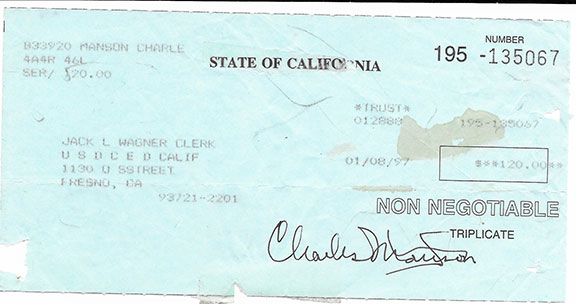 B33920 MANSON CHARLE
4A4R 46L
SER/ $20.00
STATE OF CALIFORNIA
NUMBER
195 -135067
*TRUST*
012888 195-135067
JACK L WAGNER CLERK
U S D C E D CALIF
1130 O SSTREET
FRESNO, CA
93721-2201
01/08/97
$**120.00**
NON NEGOTIABLE
TRIPLICATE
Charles Manson